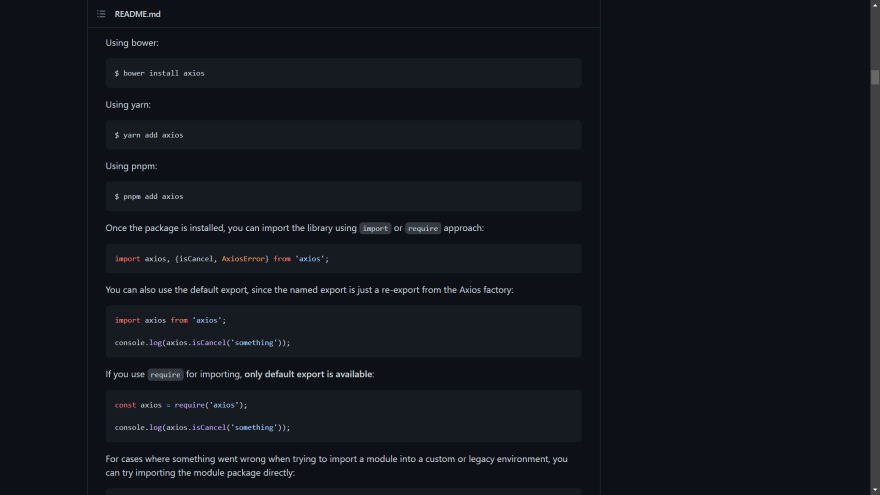 README.md
Using bower:
$ bower install axios
Using yarn:
$ yarn add axios
Using pnpm:
$ pnpm add axios
Once the package is installed, you can import the library using import or require approach:
import axios, {isCancel, AxiosError} from 'axios';
You can also use the default export, since the named export is just a re-export from the Axios factory:
import axios from 'axios';
console.log(axios.isCancel('something'));
If you use require for importing, only default export is available:
const axios = require('axios');
console.log(axios.isCancel('something'));
For cases where something went wrong when trying to import a module into a custom or legacy environment, you
can try importing the module package directly: